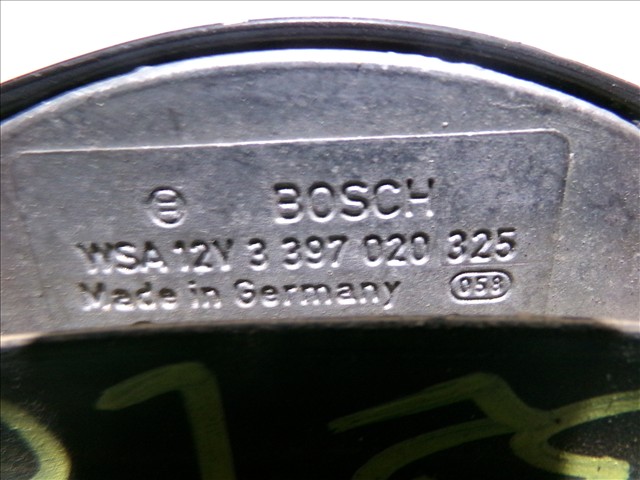 BOSCH
WSA 12V 3 397 020 325
Made in Germany 058